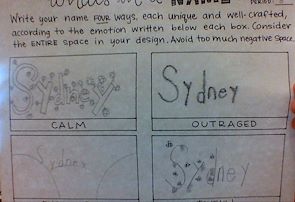 NAME
Write your name FOUR ways, each unique and well-crafted,
according to the emotion written below each box. Consider
the ENTIRE space in your design. Avoid too much negative space.
Sydney
Sydney
CALM
OUTRAGED
Sydney
Sydney